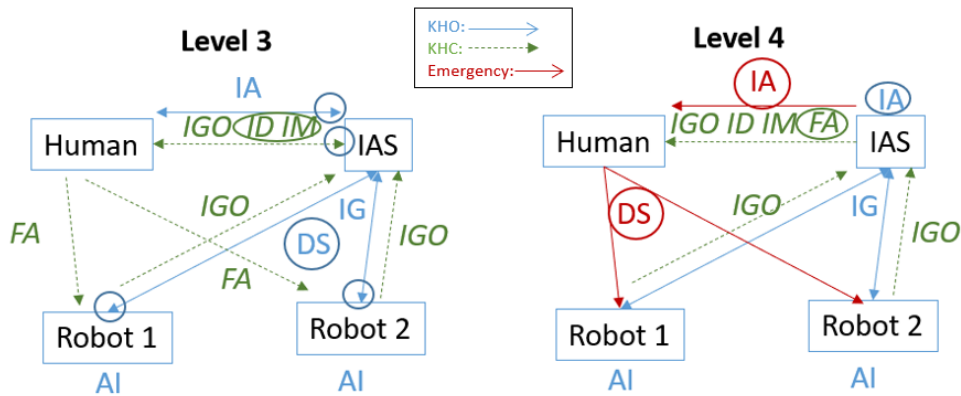 Level 3
KHO:
KHC:
Emergency:
Level 4
IA
IGO ID IM
Human
IAS
FA
IGO
IG
DS
IGO
FA
Robot 1
Robot 2
AI
AI
IA
IA
IGO ID IM FA
Human
IAS
DS
IGO
IG
IGO
Robot 1
Robot 2
AI
AI